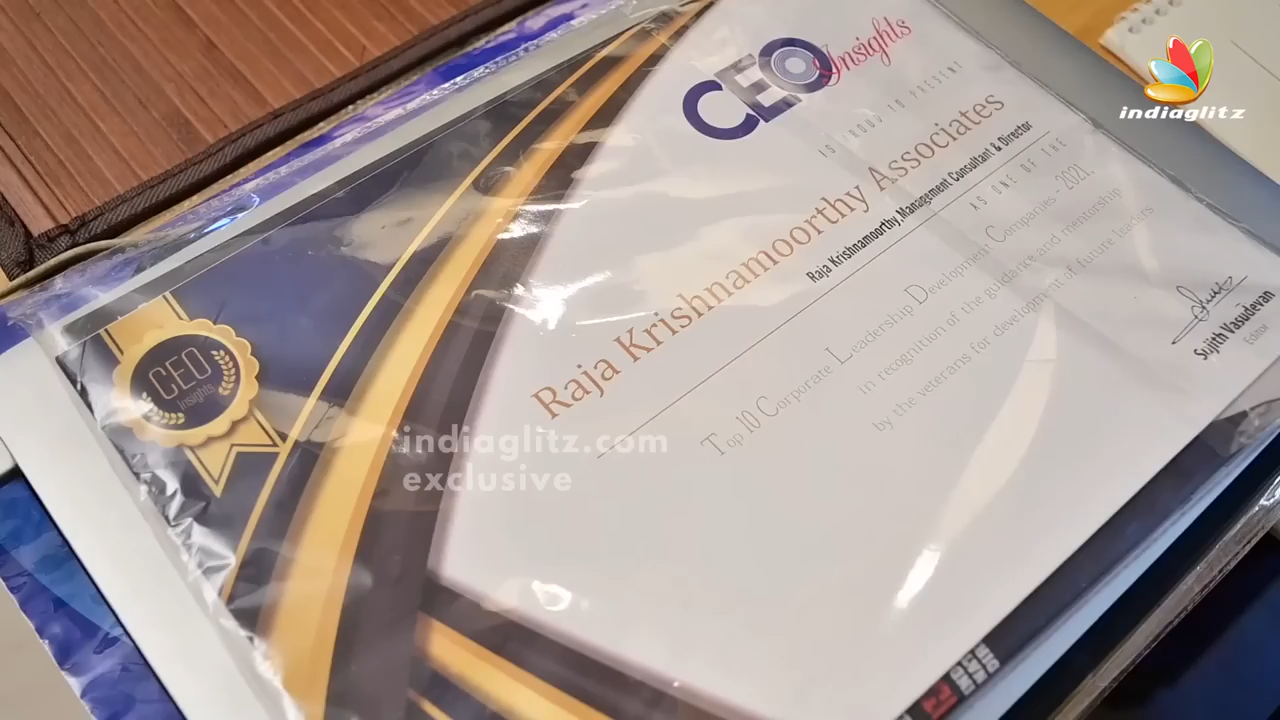 indiaglitz
CEO Insights
IS PROUD TO PRESENT
Raja Krishnamoorthy Associates
Raja Krishnamoorthy, Management Consultant & Director
AS ONE OF THE
Top 10 Corporate Leadership Development Companies - 2021,
in recognition of the guidance and mentorship
by the veterans for development of future leaders
Sujith Vasudevan
Editor
CEO
Insights
indiaglitz.com
exclusive